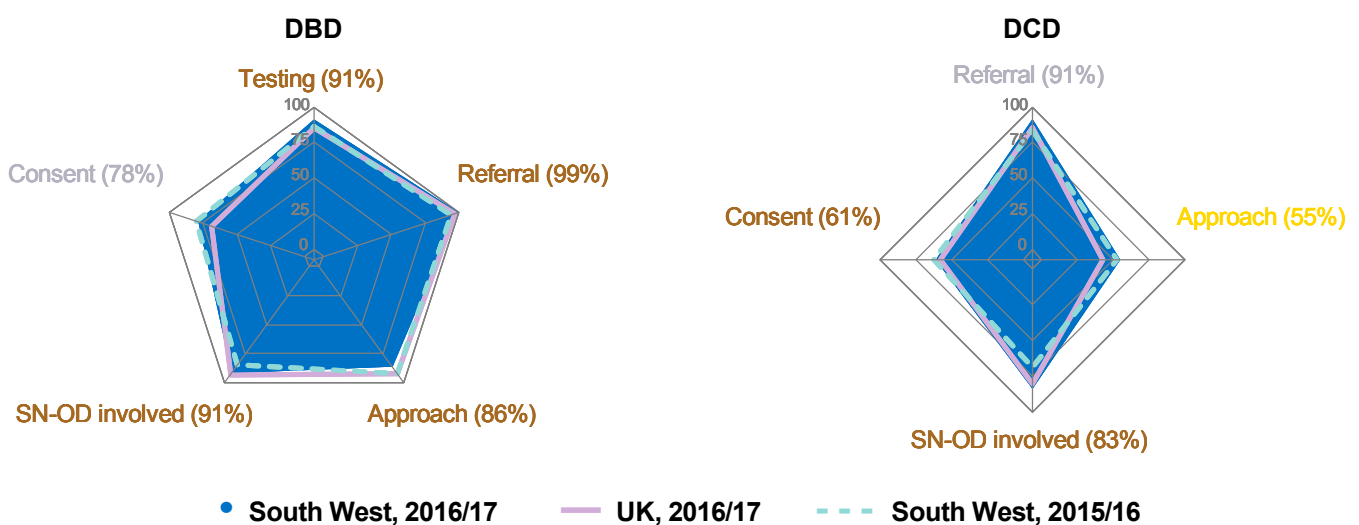 DBD
Testing (91%)
100
75
50
25
0
Consent (78%)
Referral (99%)
SN-OD involved (91%)
Approach (86%)
DCD
Referral (91%)
100
75
50
25
0
Consent (61%)
Approach (55%)
SN-OD involved (83%)
South West, 2016/17
UK, 2016/17
South West, 2015/16